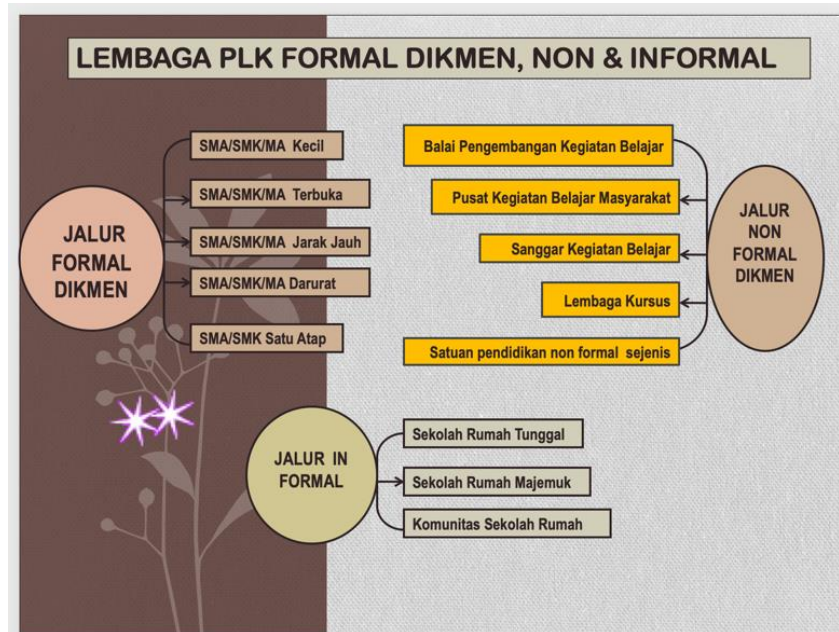 LEMBAGA PLK FORMAL DIKMEN, NON & INFORMAL
JALUR
FORMAL
DIKMEN
SMA/SMK/MA Kecil
SMA/SMK/MA Terbuka
SMA/SMK/MA Jarak Jauh
SMA/SMK/MA Darurat
SMA/SMK Satu Atap
Balai Pengembangan Kegiatan Belajar
Pusat Kegiatan Belajar Masyarakat
Sanggar Kegiatan Belajar
Lembaga Kursus
Satuan pendidikan non formal sejenis
JALUR
NON
FORMAL
DIKMEN
JALUR IN
FORMAL
Sekolah Rumah Tunggal
Sekolah Rumah Majemuk
Komunitas Sekolah Rumah